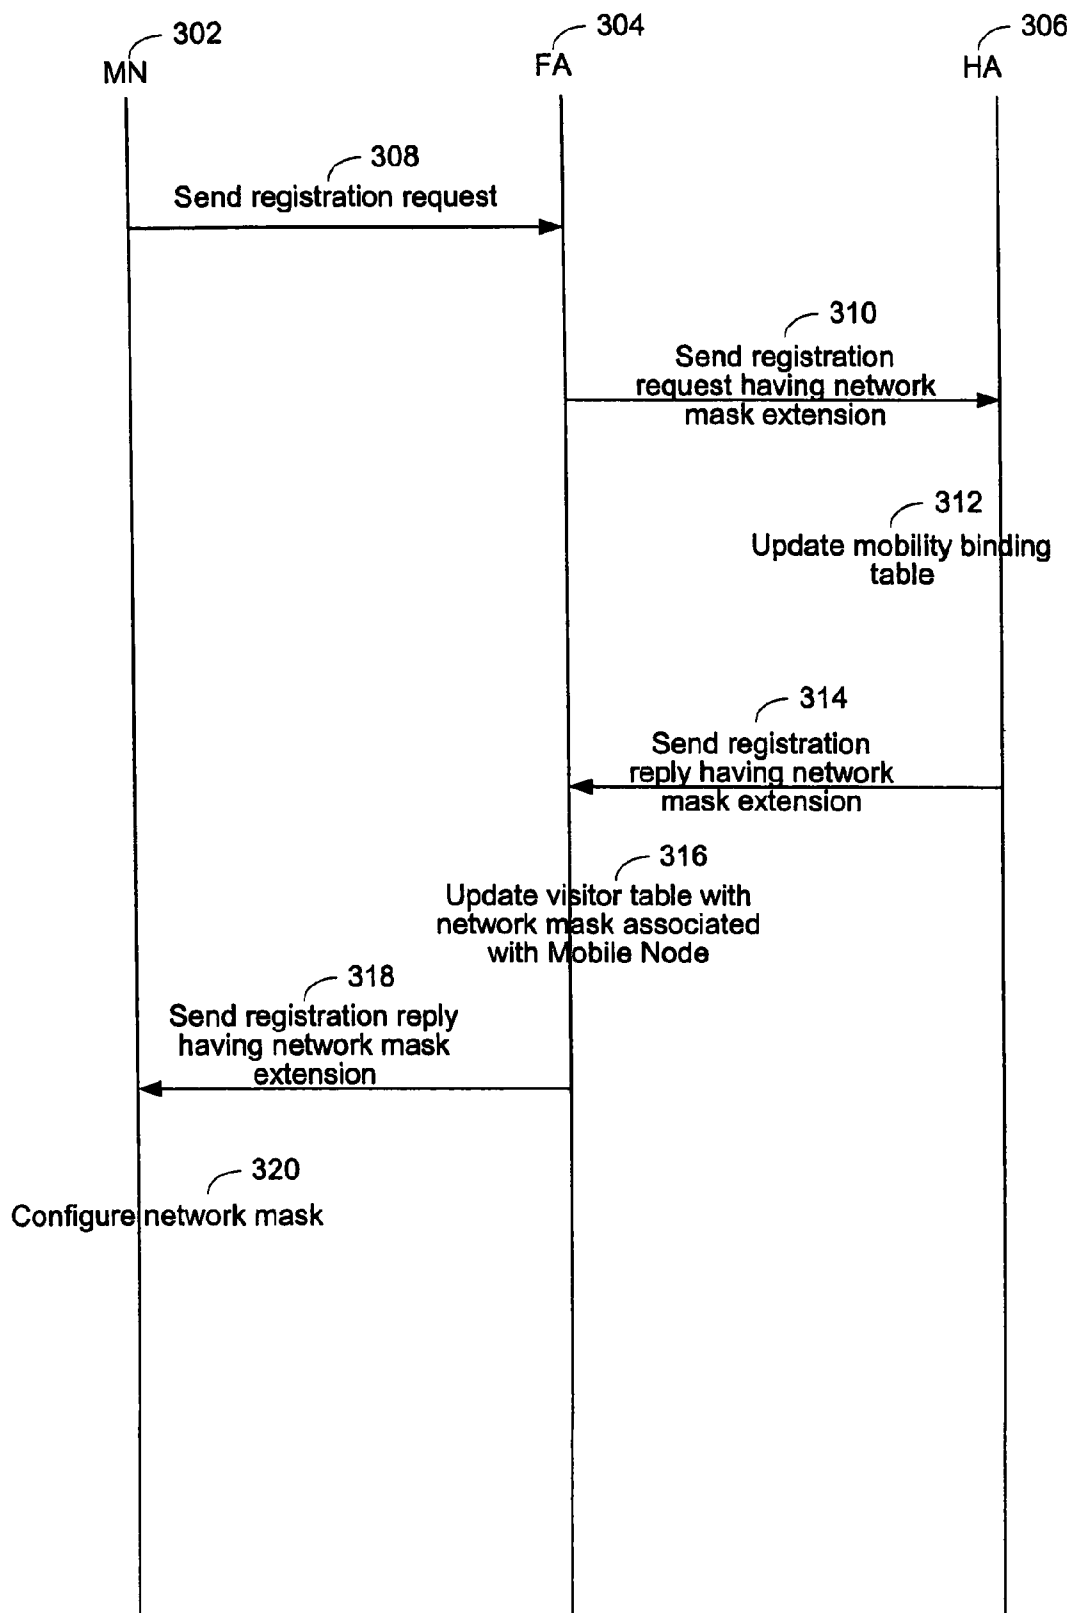 302
304
306
MN
FA
HA
308
Send registration request
310
Send registration
request having network
mask extension
312
Update mobility binding
table
314
Send registration
reply having network
mask extension
316
Update visitor table with
network mask associated
with Mobile Node
318
Send registration reply
having network mask
extension
320
Configure network mask